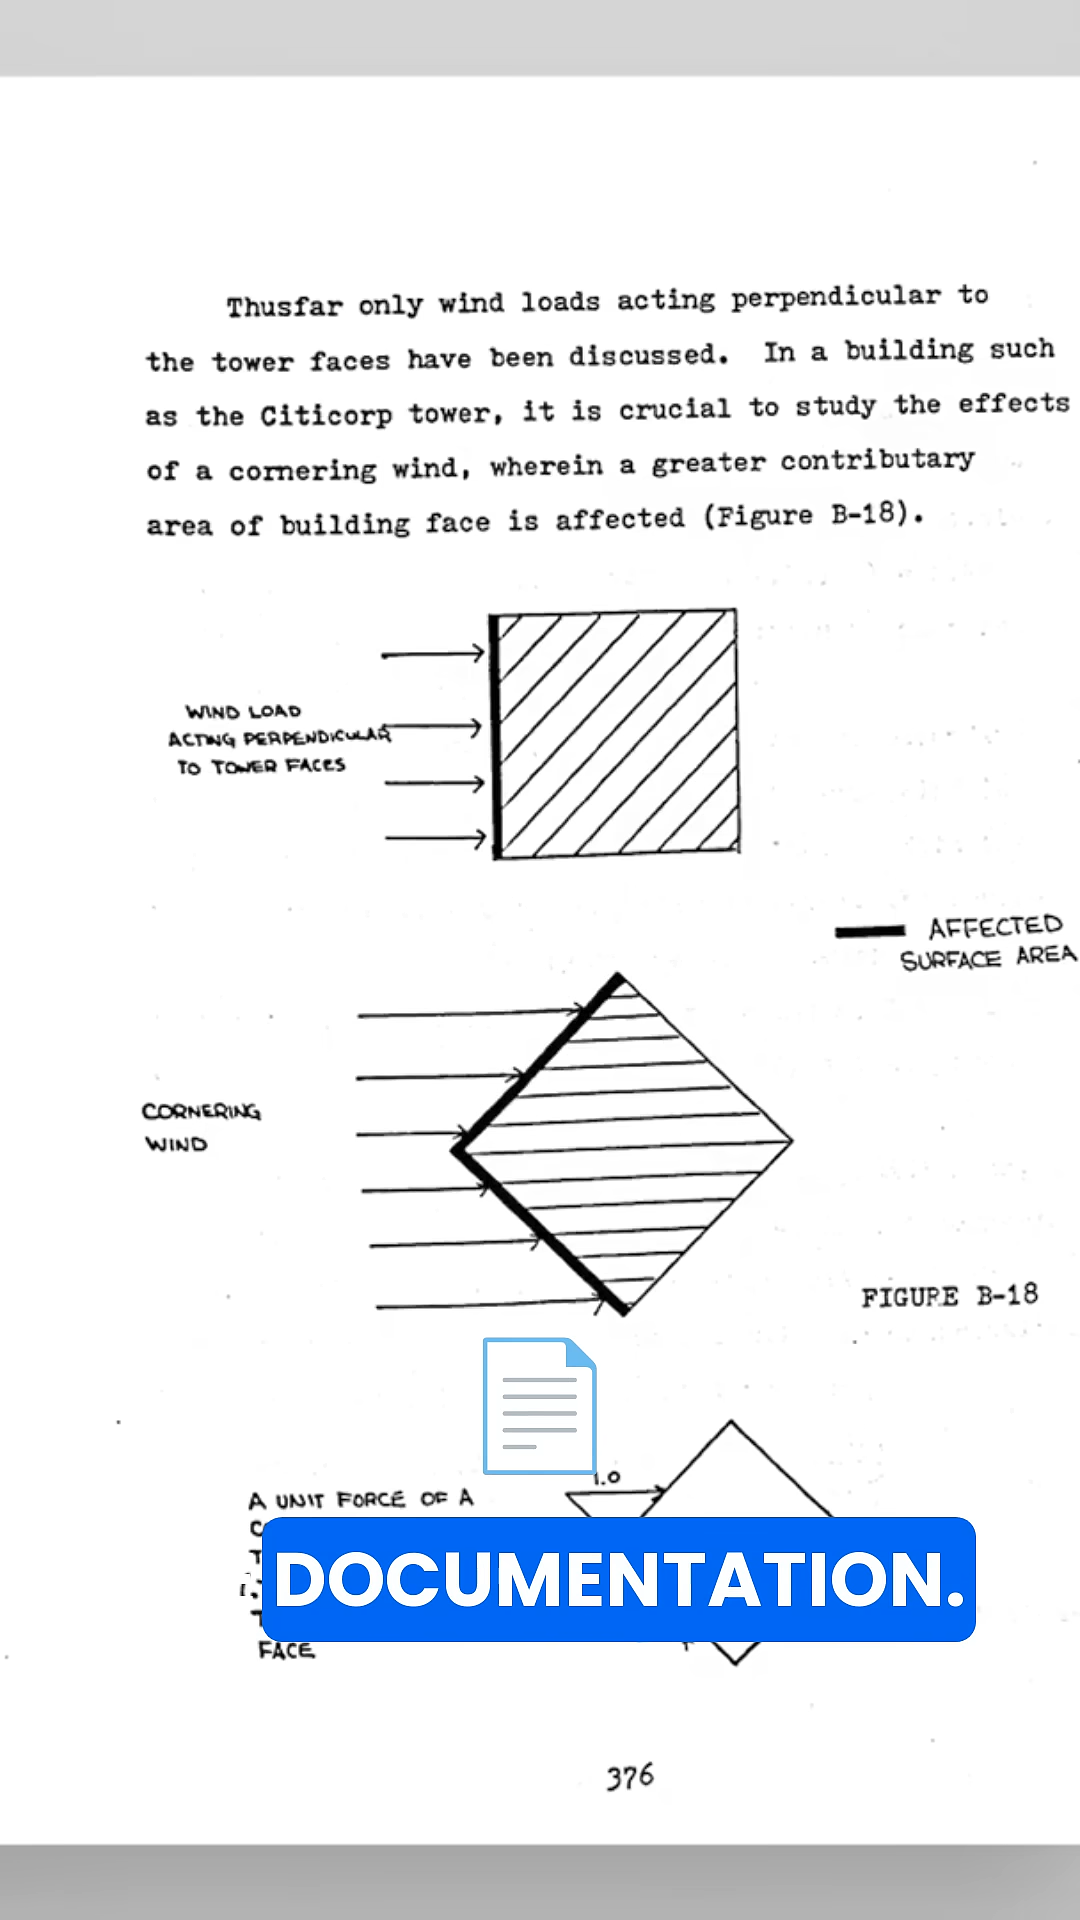 Thusfar only wind loads acting perpendicular to
the tower faces have been discussed. In a building such
as the Citicorp tower, it is crucial to study the effects
of a cornering wind, wherein a greater contributary
area of building face is affected (Figure B-18).
WIND LOAD
ACTING PERPENDICULAR
TO TOWER FACES
AFFECTED
SURFACE AREA
CORNERING
WIND
FIGURE B-18
1.0
A UNIT FORCE OF A
DOCUMENTATION.
FACE
376